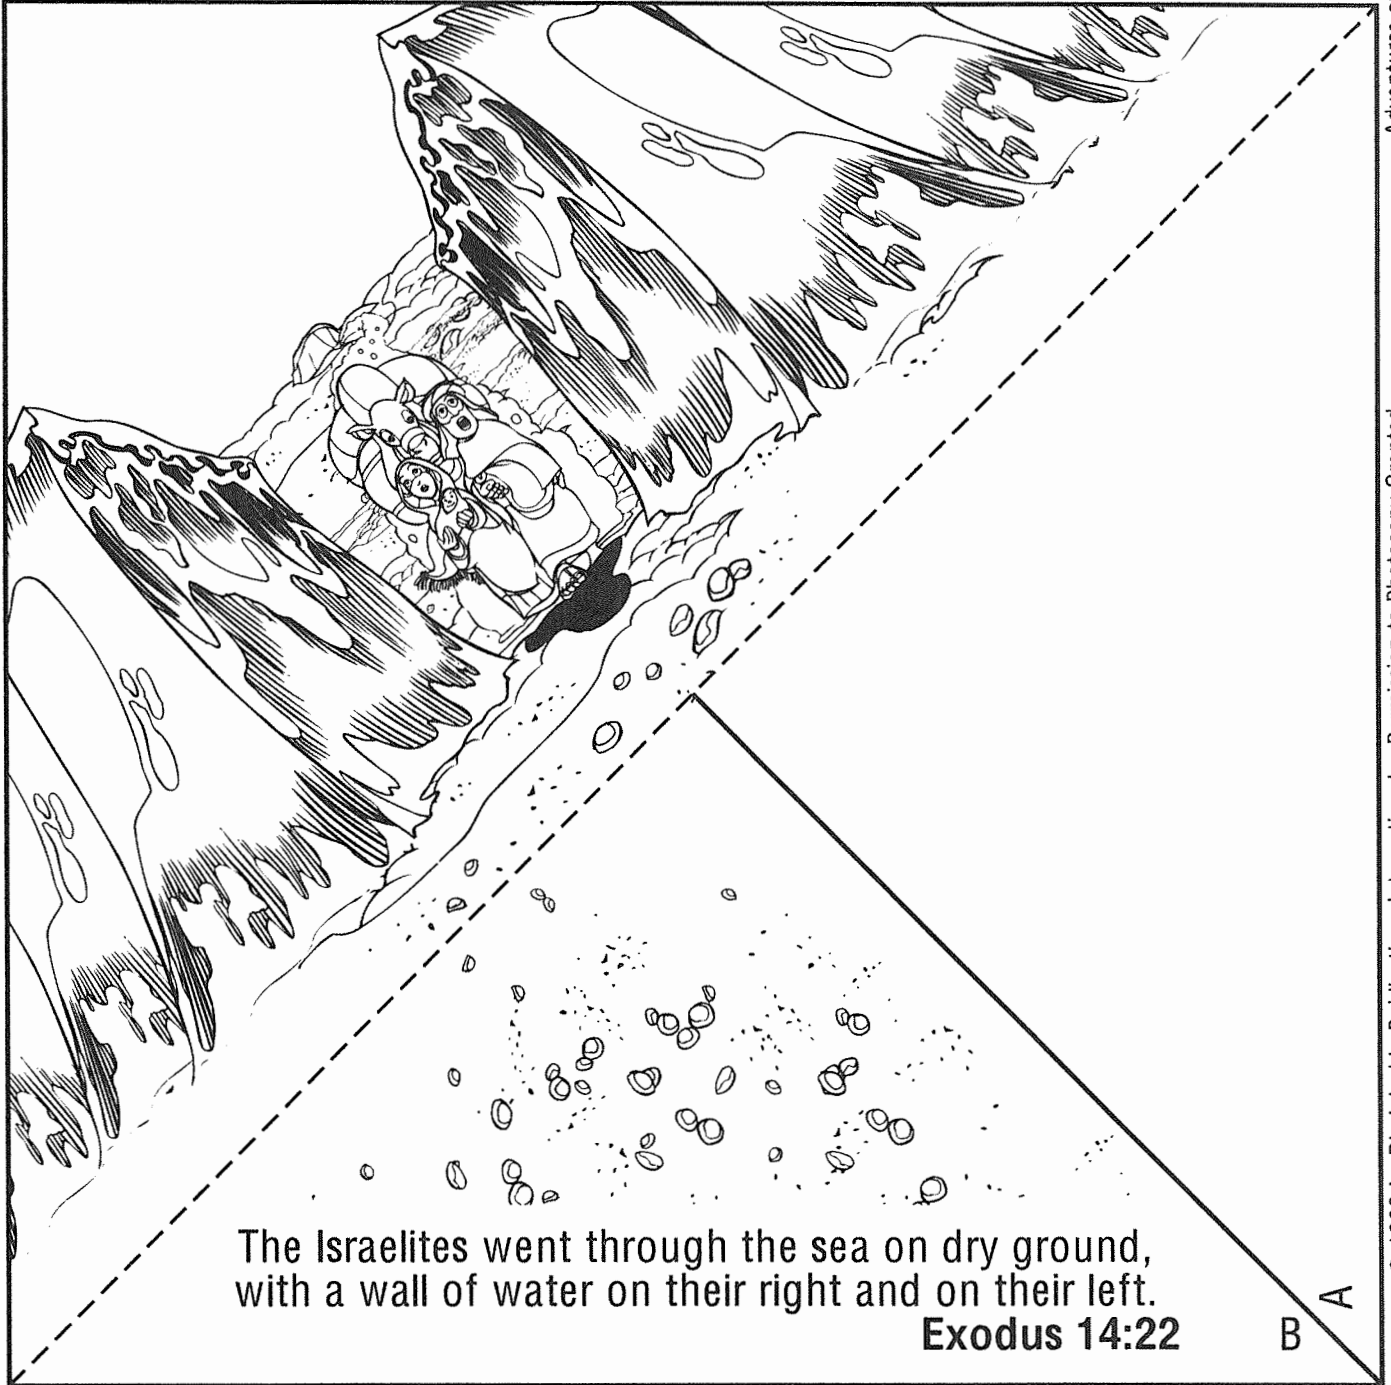 The Israelites went through the sea on dry ground,
with a wall of water on their right and on their left.
Exodus 14:22
B
A